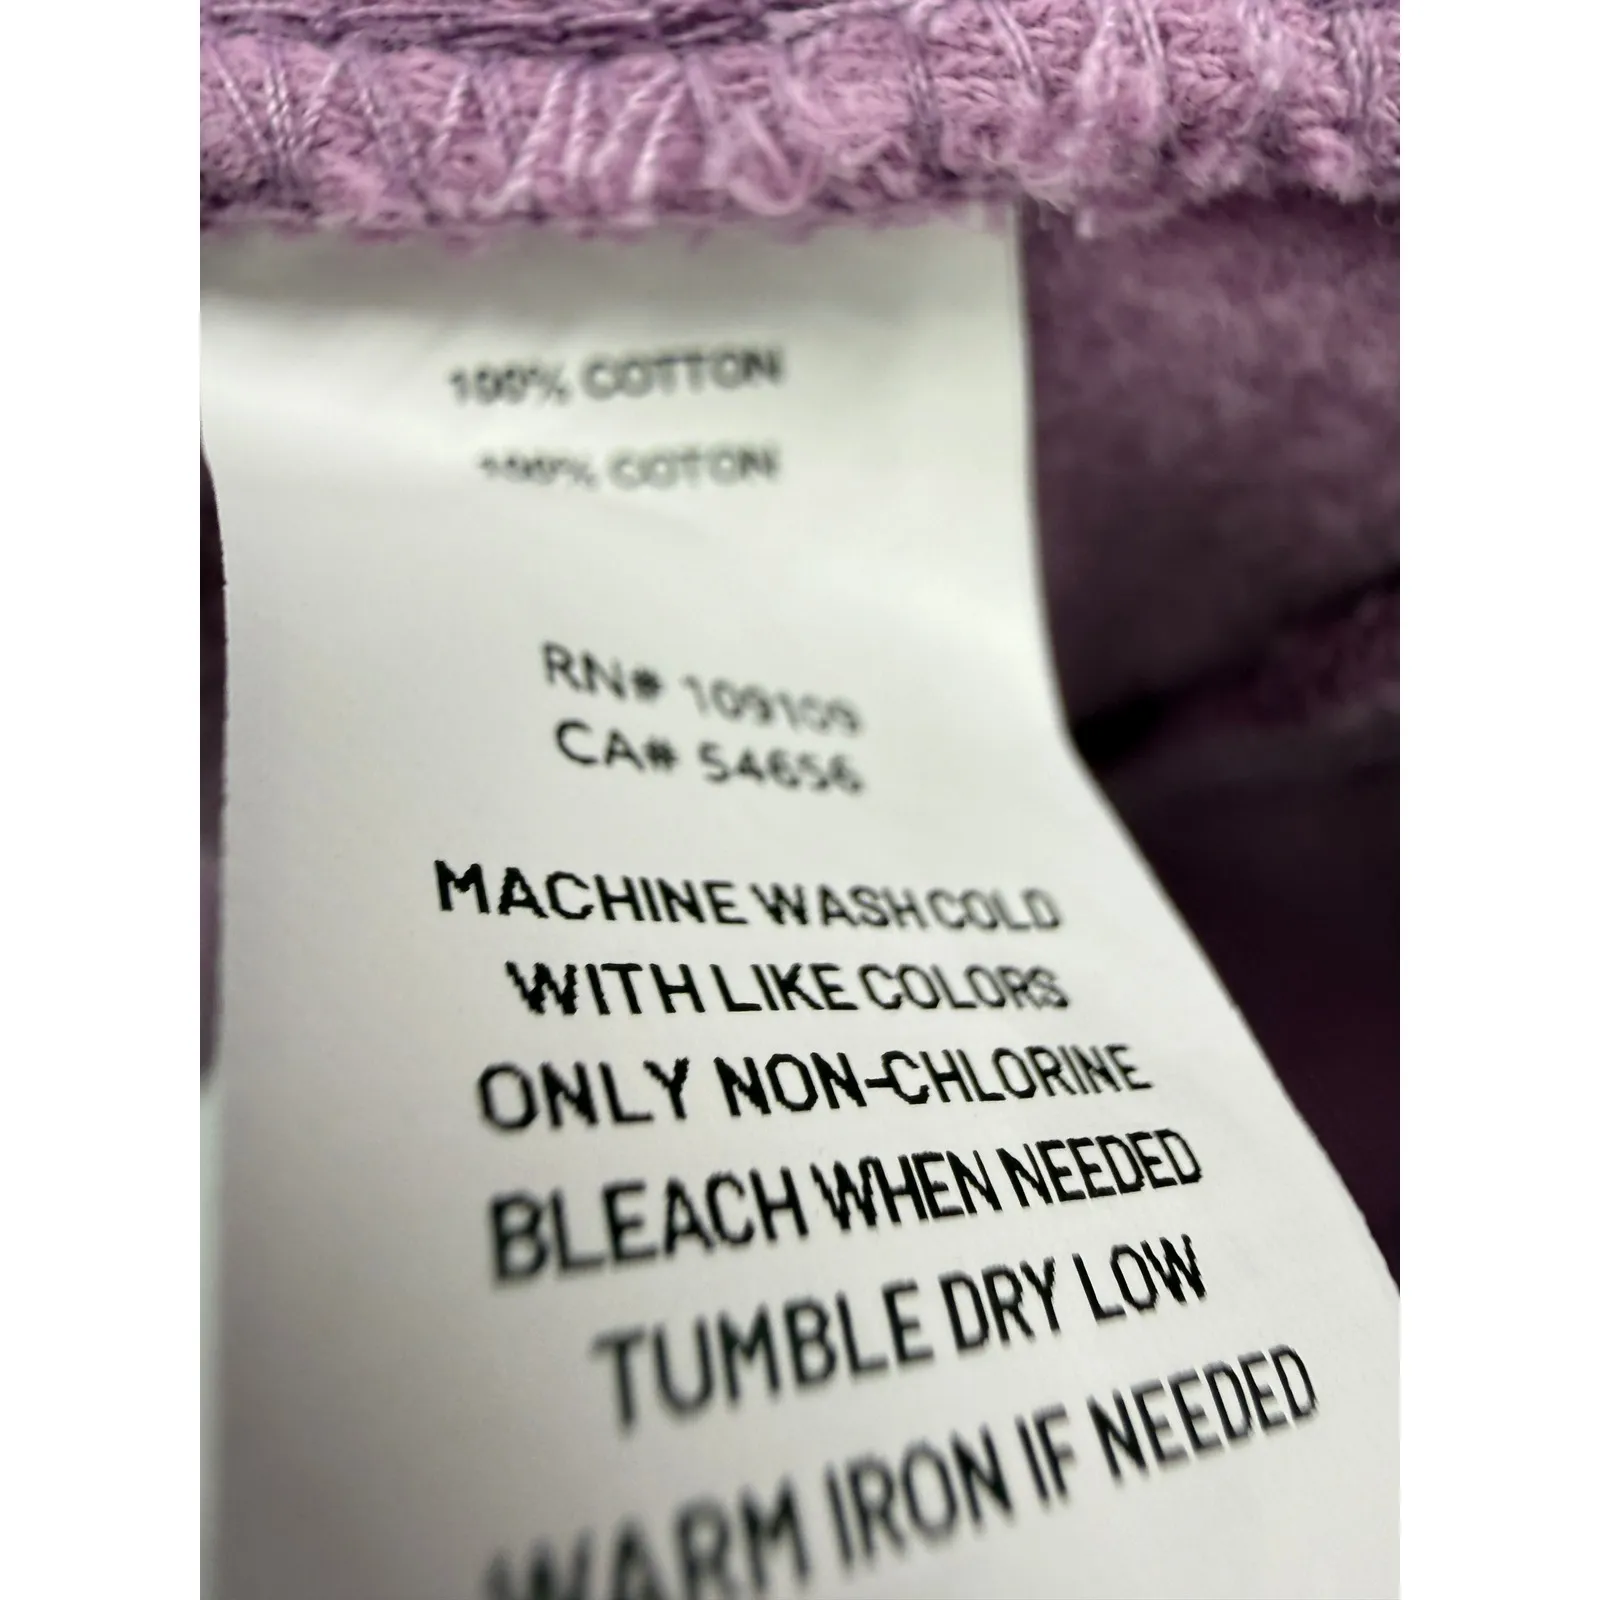 100% COTTON
100% COTON
RN# 109109
CA# 54656
MACHINE WASH COLD
WITH LIKE COLORS
ONLY NON-CHLORINE
BLEACH WHEN NEEDED
TUMBLE DRY LOW
WARM IRON IF NEEDED